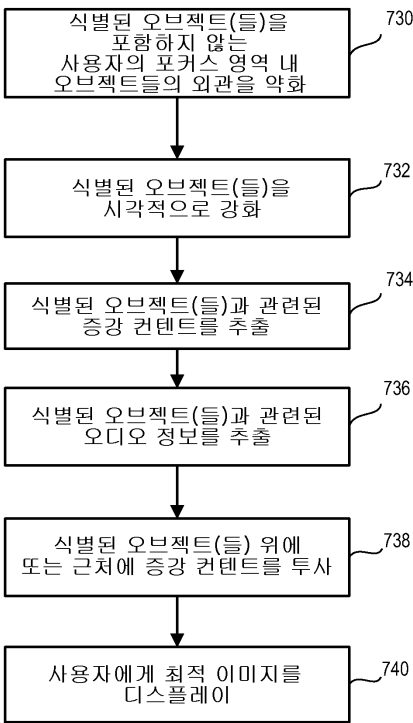 식별된 오브젝트(들)을
포함하지 않는
사용자의 포커스 영역 내
오브젝트들의 외관을 약화
730
식별된 오브젝트(들)을
시각적으로 강화
732
식별된 오브젝트(들)과 관련된
증강 컨텐트를 추출
734
식별된 오브젝트(들)과 관련된
오디오 정보를 추출
736
식별된 오브젝트(들) 위에
또는 근처에 증강 컨텐트를 투사
738
사용자에게 최적 이미지를
디스플레이
740